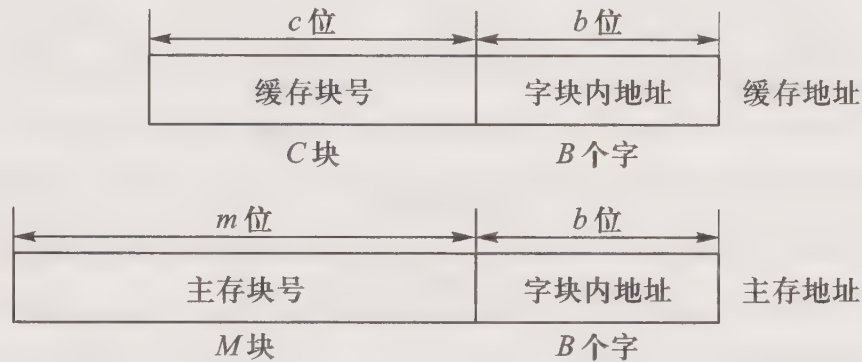 c位 b位
缓存块号 字块内地址 缓存地址
C块 B个字
m位 b位
主存块号 字块内地址 主存地址
M块 B个字